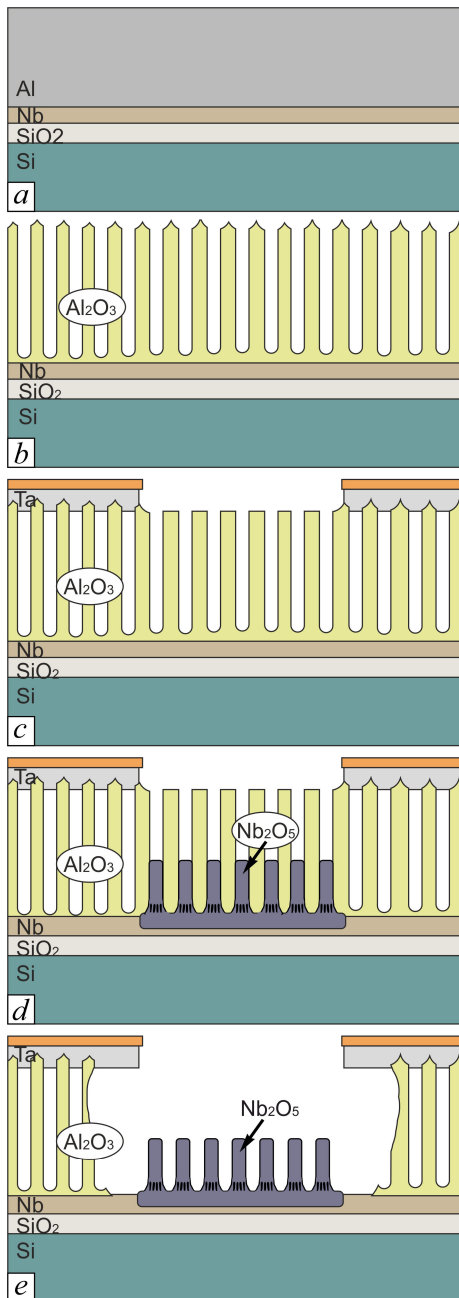 Al
Nb
SiO2
Si
a
Al₂O₃
Nb
SiO₂
Si
b
Ta
Al₂O₃
Nb
SiO₂
Si
c
Ta
Nb₂O₅
Al₂O₃
Nb
SiO₂
Si
d
Ta
Nb₂O₅
Al₂O₃
Nb
SiO₂
Si
e